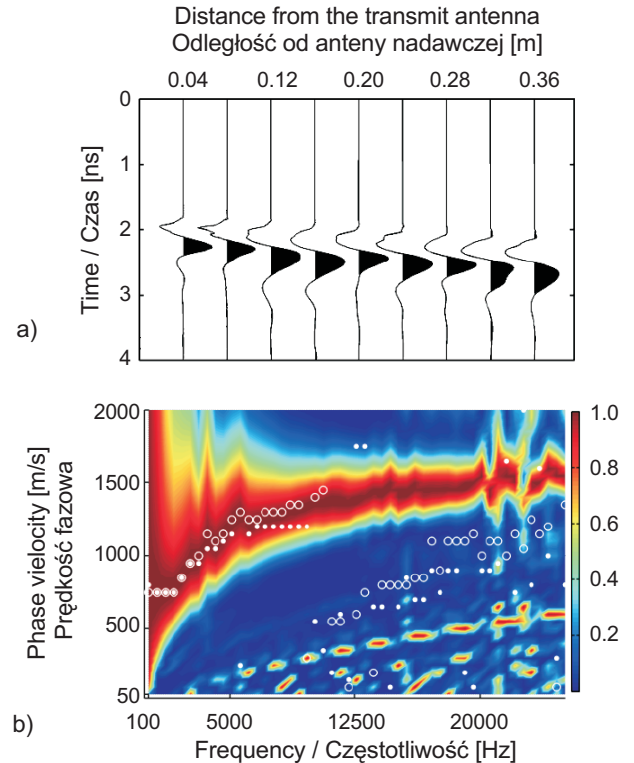 Distance from the transmit antenna
Odległość od anteny nadawczej [m]
0.04 0.12 0.20 0.28 0.36
0
1
2
3
4
Time / Czas [ns]
a)
2000
1500
1000
500
50
Phase vielocity [m/s]
Prędkość fazowa
1.0
0.8
0.6
0.4
0.2
100 5000 12500 20000
b)
Frequency / Częstotliwość [Hz]